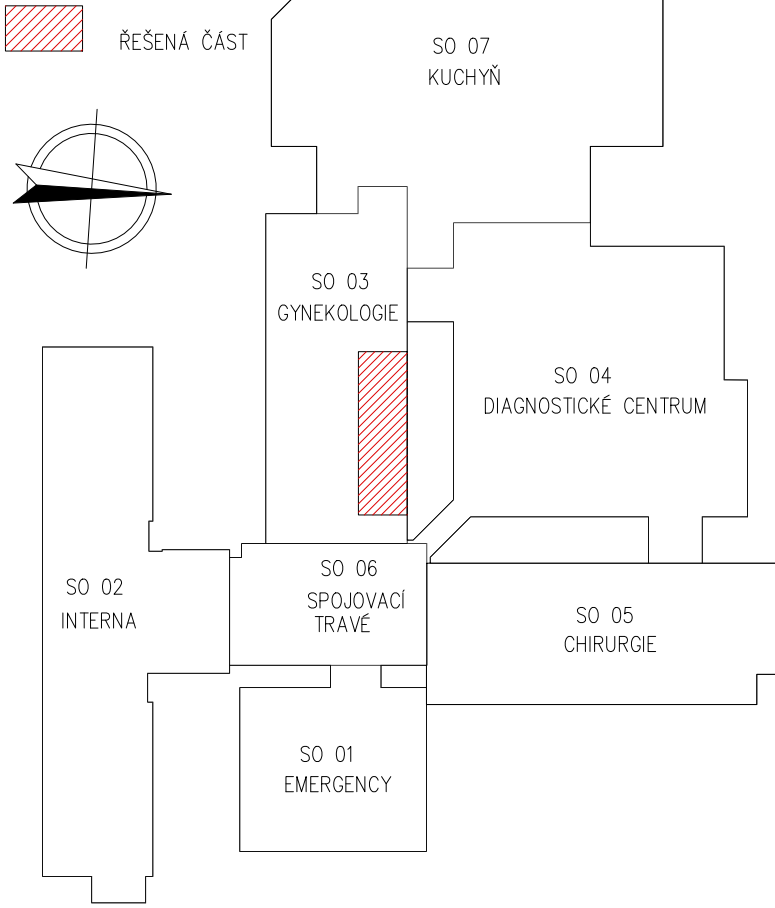 ŘEŠENÁ ČÁST
SO 07
KUCHYŇ
SO 03
GYNEKOLOGIE
SO 04
DIAGNOSTICKÉ CENTRUM
SO 06
SPOJOVACÍ
TRAVÉ
SO 02
INTERNA
SO 05
CHIRURGIE
SO 01
EMERGENCY